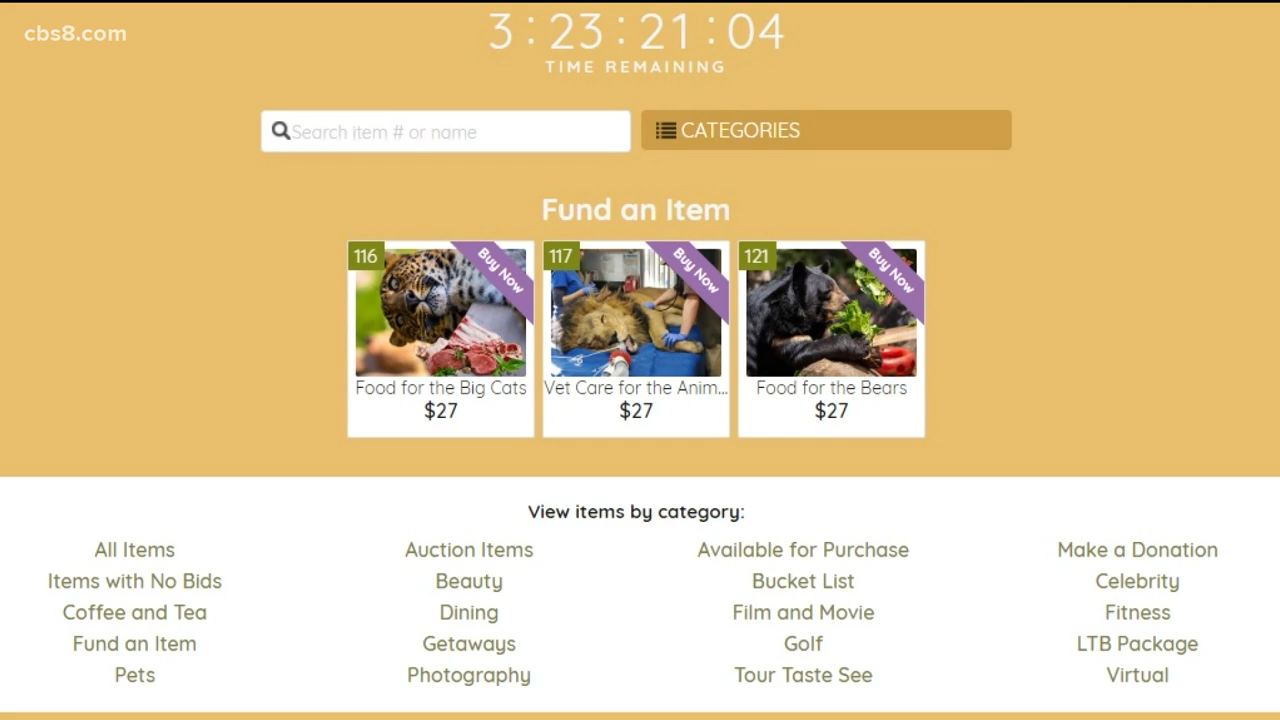 cbs8.com
3 : 23 : 21 : 04
TIME REMAINING
Search item # or name
CATEGORIES
Fund an Item
116
Buy Now
117
Buy Now
121
Buy Now
Food for the Big Cats
$27
Vet Care for the Anim...
$27
Food for the Bears
$27
View items by category:
All Items
Auction Items
Available for Purchase
Make a Donation
Items with No Bids
Beauty
Bucket List
Celebrity
Coffee and Tea
Dining
Film and Movie
Fitness
Fund an Item
Getaways
Golf
LTB Package
Pets
Photography
Tour Taste See
Virtual